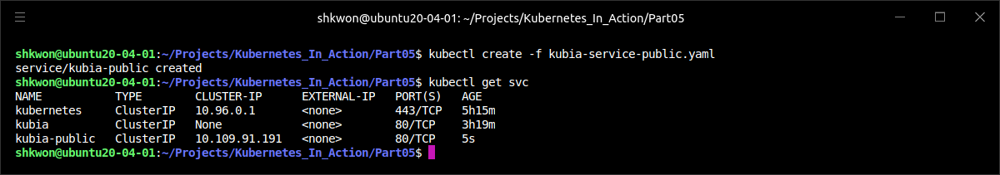 shkwon@ubuntu20-04-01: ~/Projects/Kubernetes_In_Action/Part05
shkwon@ubuntu20-04-01:~/Projects/Kubernetes_In_Action/Part05$ kubectl create -f kubia-service-public.yaml
service/kubia-public created
shkwon@ubuntu20-04-01:~/Projects/Kubernetes_In_Action/Part05$ kubectl get svc
NAME           TYPE        CLUSTER-IP      EXTERNAL-IP   PORT(S)   AGE
kubernetes     ClusterIP   10.96.0.1       <none>        443/TCP   5h15m
kubia          ClusterIP   None            <none>        80/TCP    3h19m
kubia-public   ClusterIP   10.109.91.191   <none>        80/TCP    5s
shkwon@ubuntu20-04-01:~/Projects/Kubernetes_In_Action/Part05$